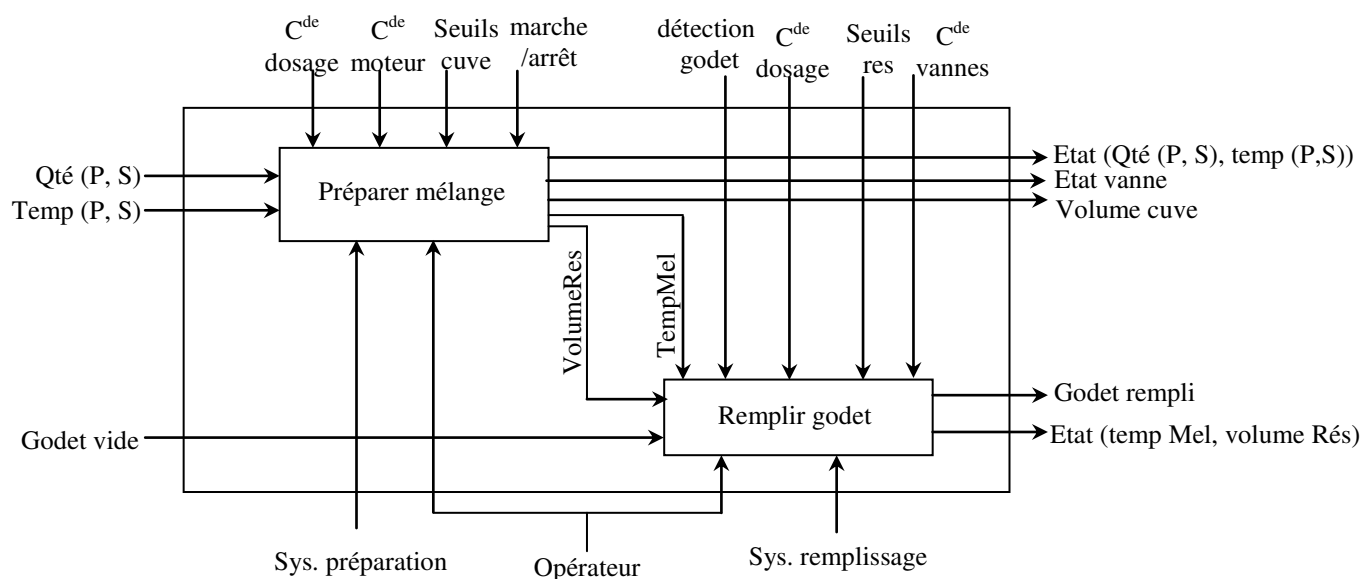 Cde dosage
Cde moteur
Seuils cuve
marche /arrêt
détection godet
Cde dosage
Seuils res
Cde vannes
Qté (P, S)
Temp (P, S)
Préparer mélange
Etat (Qté (P, S), temp (P,S))
Etat vanne
Volume cuve
VolumeRes
TempMel
Godet vide
Remplir godet
Godet rempli
Etat (temp Mel, volume Rés)
Sys. préparation
Opérateur
Sys. remplissage